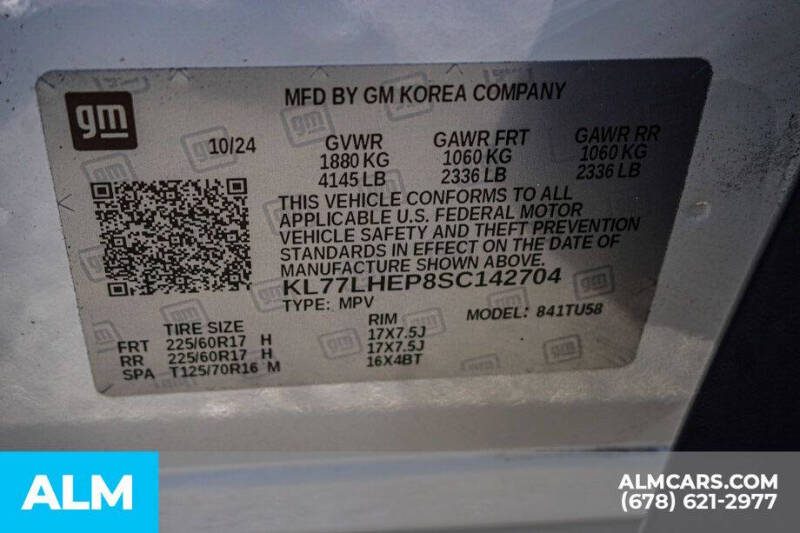 gm
MFD BY GM KOREA COMPANY
10/24 GVWR GAWR FRT GAWR RR
1880 KG 1060 KG 1060 KG
4145 LB 2336 LB 2336 LB
THIS VEHICLE CONFORMS TO ALL
APPLICABLE U.S. FEDERAL MOTOR
VEHICLE SAFETY AND THEFT PREVENTION
STANDARDS IN EFFECT ON THE DATE OF
MANUFACTURE SHOWN ABOVE.
KL77LHEP8SC142704
TYPE: MPV MODEL: 841TU58
TIRE SIZE RIM
FRT 225/60R17 H 17X7.5J
RR 225/60R17 H 17X7.5J
SPA T125/70R16 M 16X4BT
ALM
ALMCARS.COM
(678) 621-2977